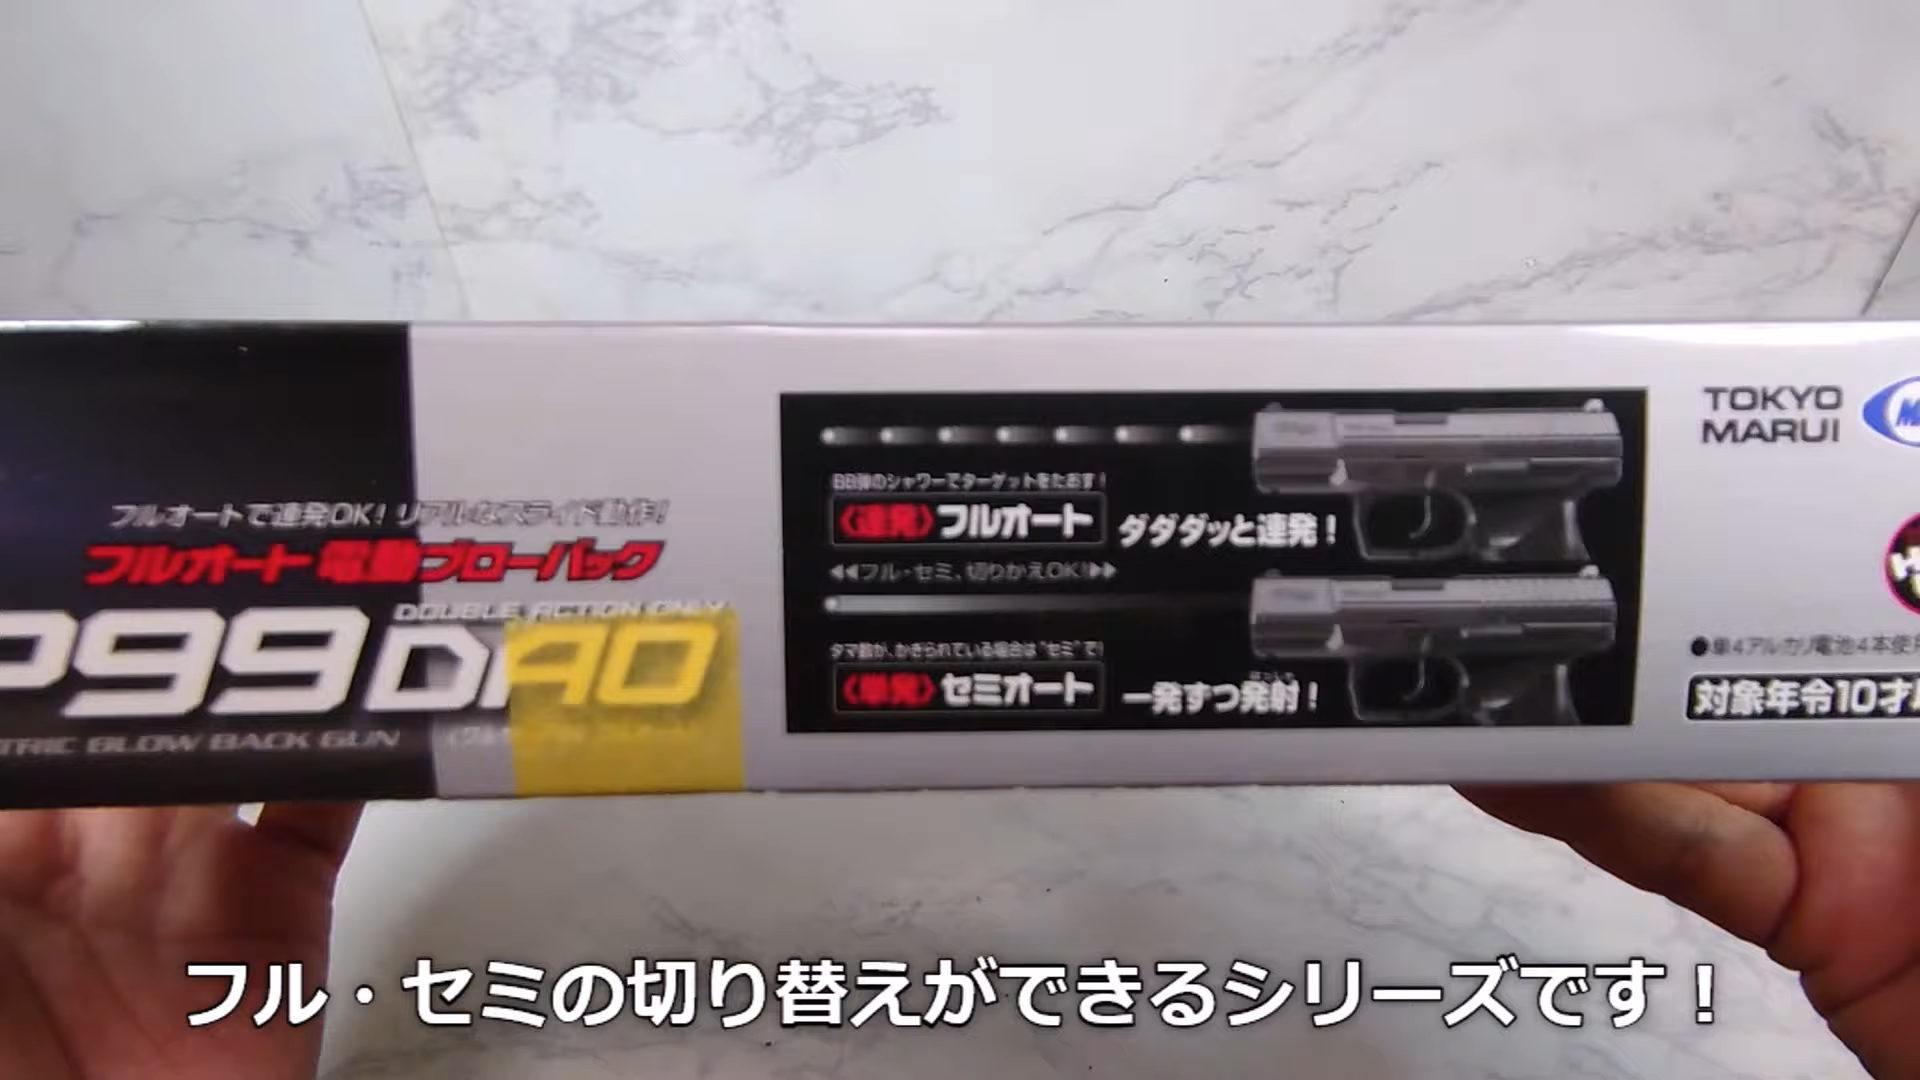 フルオートで連発OK! リアルなスライド動作!
フルオート 電動ブローバック
DOUBLE ACTION ONLY
P99 DAO
TRIC BLOW BACK GUN
BB弾のシャワーでターゲットをたおす!
〈連発〉フルオート ダダダッと連発!
◀◀フル・セミ、切りかえOK!▶▶
タマ数が、かぎられている場合は"セミ"で!
〈単発〉セミオート 一発ずつ発射!
TOKYO
MARUI
●単4アルカリ電池4本使用
対象年令10才以
フル・セミの切り替えができるシリーズです!